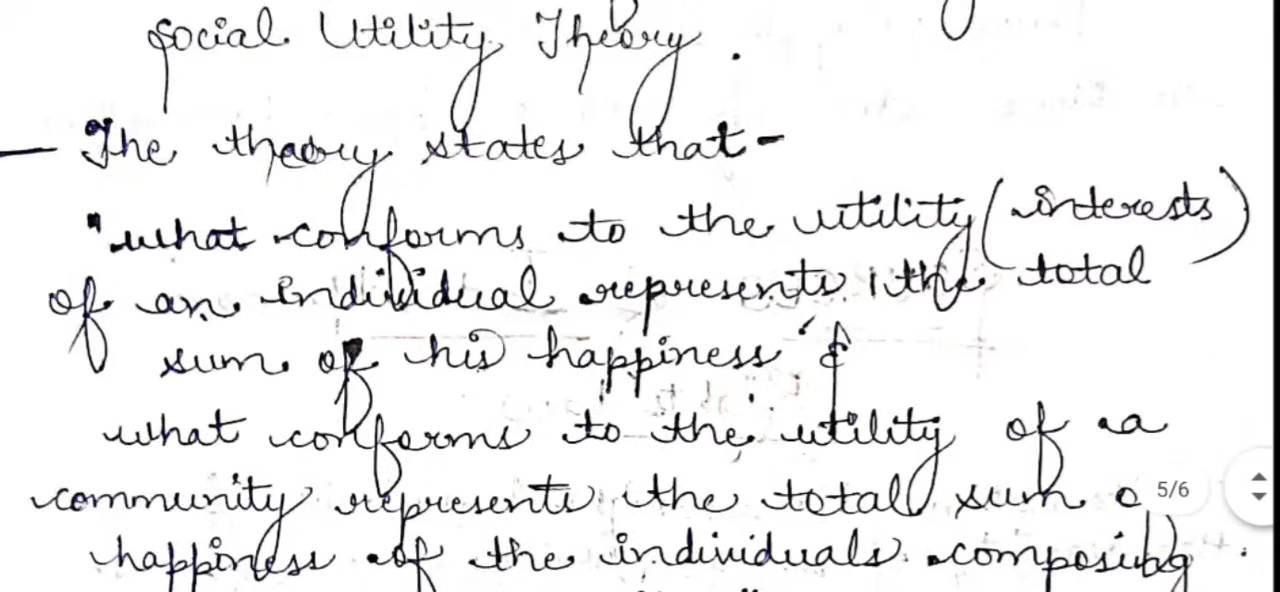 Social Utility Theory.
— The theory states that -
"what conforms to the utility (interests)
of an individual represents the total
sum of his happiness" &
what conforms to the utility of a
community represents the total sum o
5/6
happiness of the individuals composing